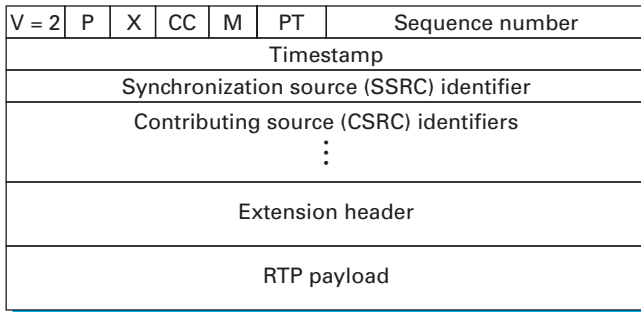 V = 2 P X CC M PT Sequence number
Timestamp
Synchronization source (SSRC) identifier
Contributing source (CSRC) identifiers
⋮
Extension header
RTP payload